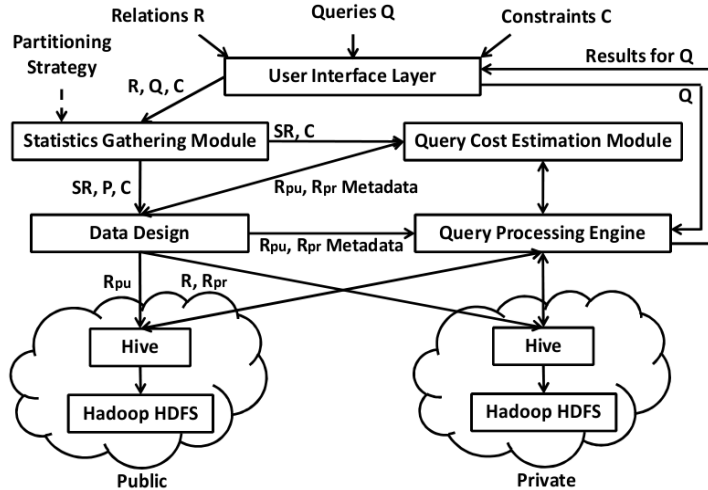 Relations R
Queries Q
Constraints C
Partitioning
Strategy
Results for Q
User Interface Layer
R, Q, C
Q
Statistics Gathering Module
SR, C
Query Cost Estimation Module
SR, P, C
Rpu, Rpr Metadata
Data Design
Query Processing Engine
Rpu, Rpr Metadata
Rpu
R, Rpr
Hive
Hive
Hadoop HDFS
Hadoop HDFS
Public
Private